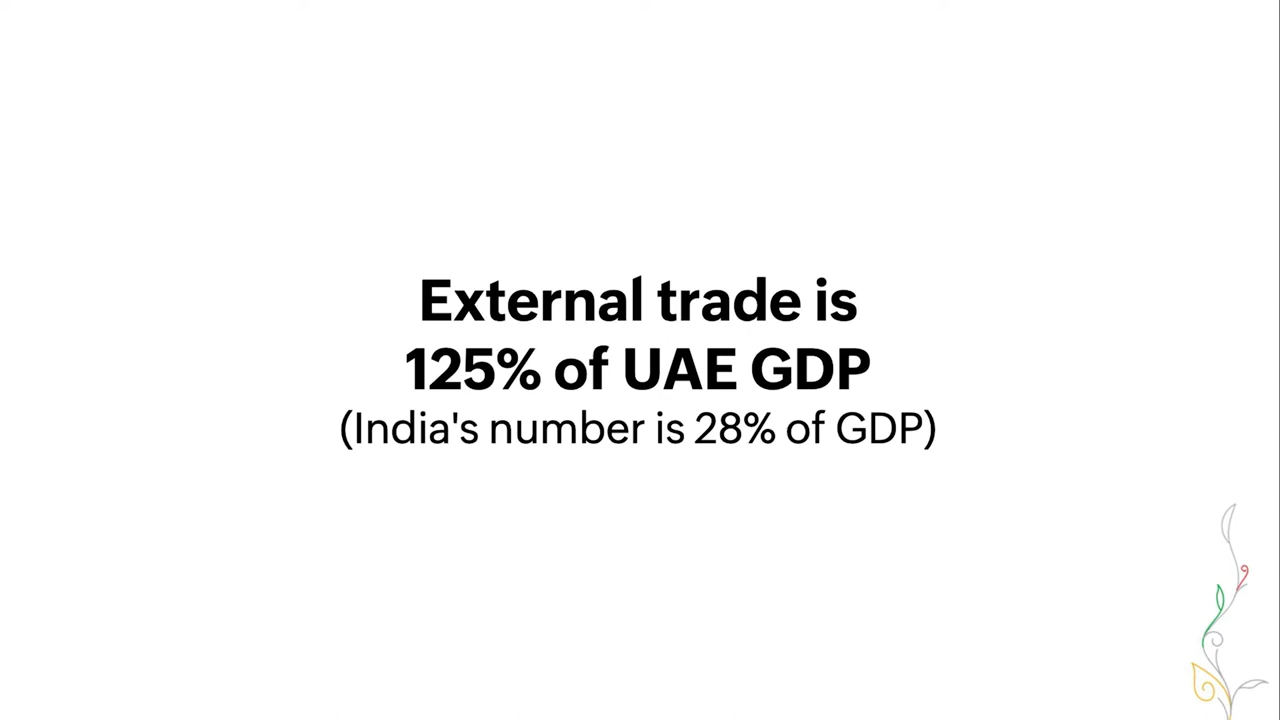 External trade is
125% of UAE GDP
(India's number is 28% of GDP)